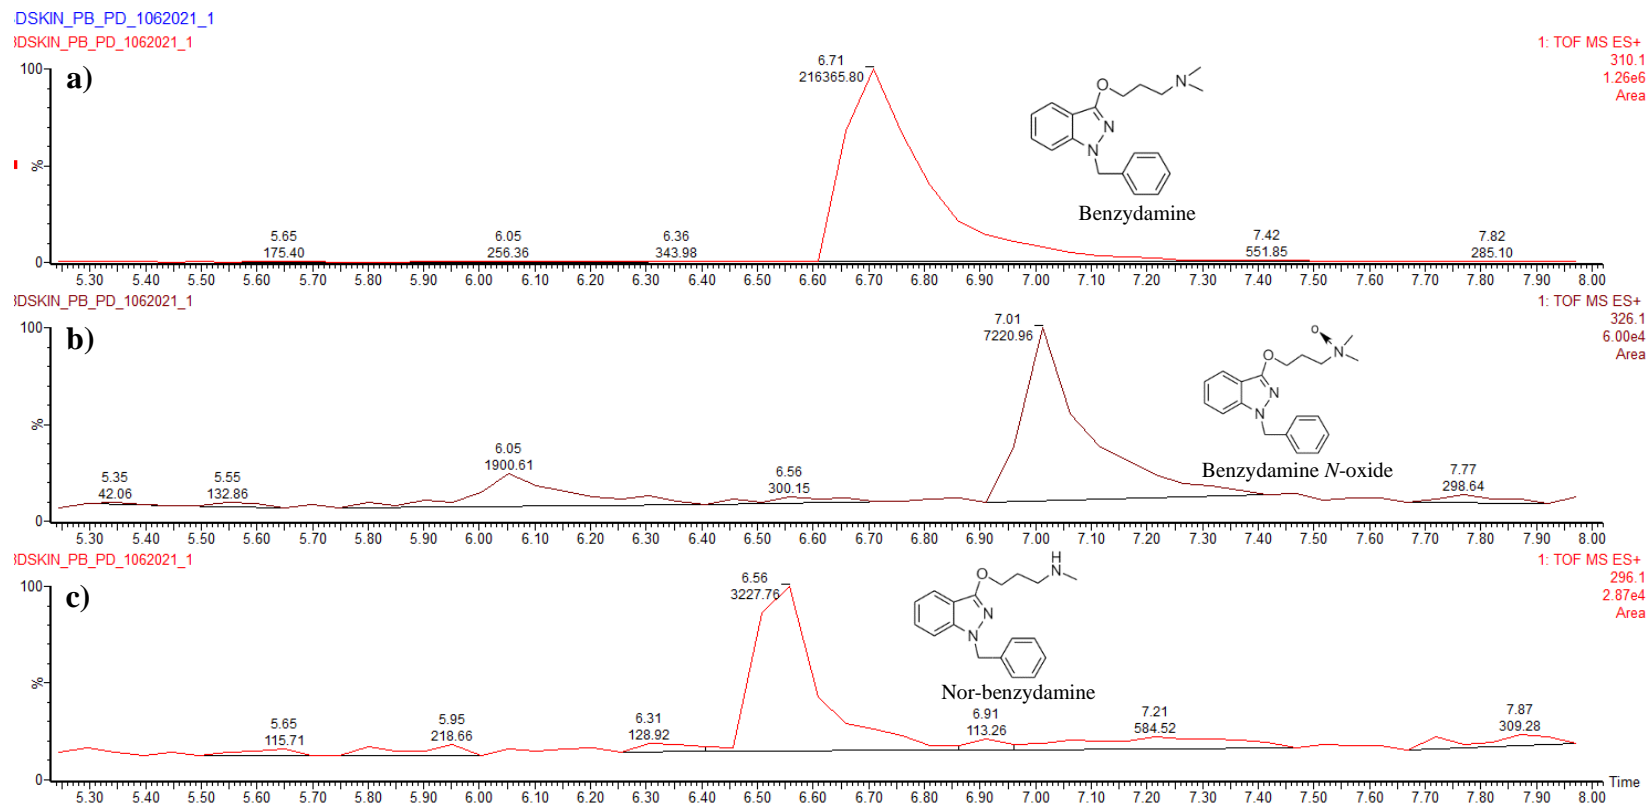 :DSKIN_PB_PD_1062021_1
DSKIN_PB_PD_1062021_1
1: TOF MS ES+
310.1
1.26e6
Area
a)
100
%
0
6.71
216365.80
5.65
175.40
6.05
256.36
6.36
343.98
7.42
551.85
7.82
285.10
O
N
N
N
Benzydamine
5.30 5.40 5.50 5.60 5.70 5.80 5.90 6.00 6.10 6.20 6.30 6.40 6.50 6.60 6.70 6.80 6.90 7.00 7.10 7.20 7.30 7.40 7.50 7.60 7.70 7.80 7.90 8.00
DSKIN_PB_PD_1062021_1
1: TOF MS ES+
326.1
6.00e4
Area
b)
100
%
0
7.01
7220.96
5.35
42.06
5.55
132.86
6.05
1900.61
6.56
300.15
7.77
298.64
O
O
N
N
N
Benzydamine N-oxide
5.30 5.40 5.50 5.60 5.70 5.80 5.90 6.00 6.10 6.20 6.30 6.40 6.50 6.60 6.70 6.80 6.90 7.00 7.10 7.20 7.30 7.40 7.50 7.60 7.70 7.80 7.90 8.00
DSKIN_PB_PD_1062021_1
1: TOF MS ES+
296.1
2.87e4
Area
c)
100
%
0
6.56
3227.76
5.65
115.71
5.95
218.66
6.31
128.92
6.91
113.26
7.21
584.52
7.87
309.28
O
H
N
N
N
Nor-benzydamine
Time
5.30 5.40 5.50 5.60 5.70 5.80 5.90 6.00 6.10 6.20 6.30 6.40 6.50 6.60 6.70 6.80 6.90 7.00 7.10 7.20 7.30 7.40 7.50 7.60 7.70 7.80 7.90 8.00